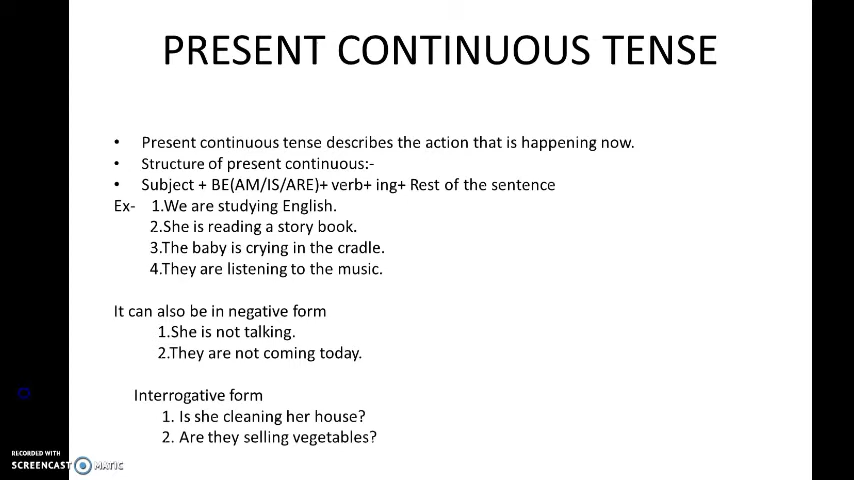 PRESENT CONTINUOUS TENSE
• Present continuous tense describes the action that is happening now.
• Structure of present continuous:-
• Subject + BE(AM/IS/ARE)+ verb+ ing+ Rest of the sentence
Ex- 1.We are studying English.
2.She is reading a story book.
3.The baby is crying in the cradle.
4.They are listening to the music.
It can also be in negative form
1.She is not talking.
2.They are not coming today.
Interrogative form
1. Is she cleaning her house?
2. Are they selling vegetables?
RECORDED WITH
SCREENCAST MATIC